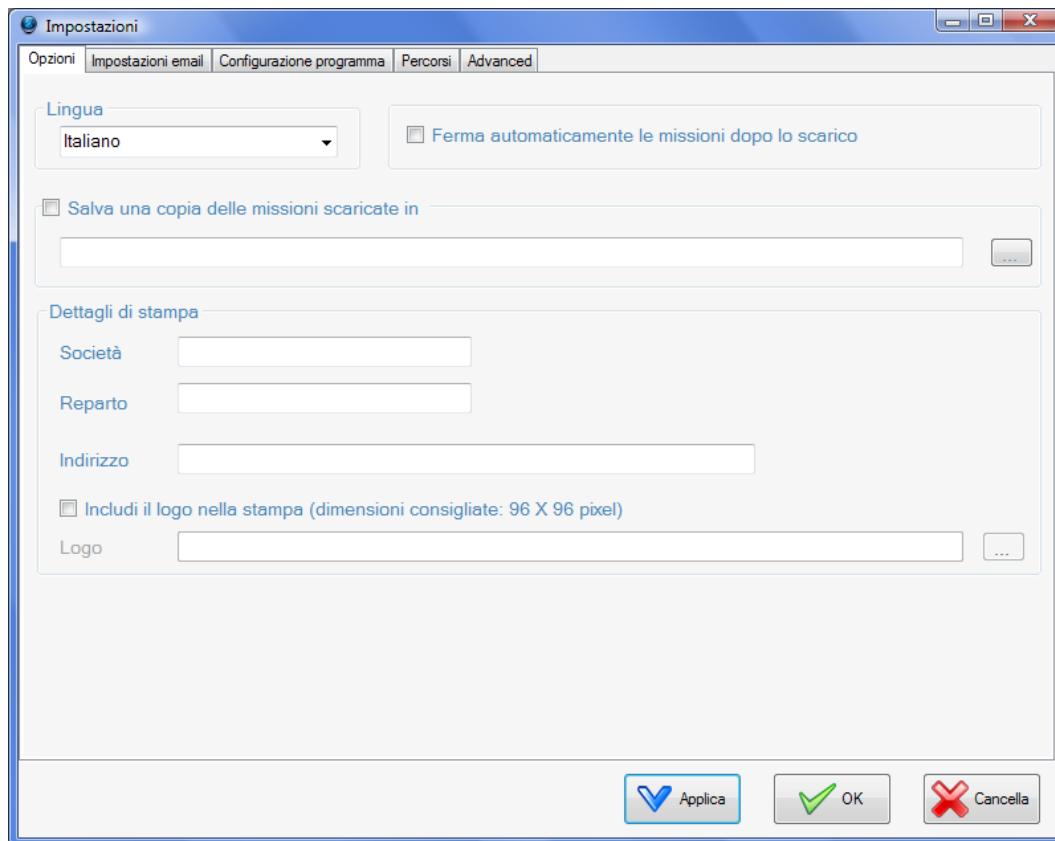 Impostazioni
Opzioni Impostazioni email Configurazione programma Percorsi Advanced
Lingua
Italiano
Ferma automaticamente le missioni dopo lo scarico
Salva una copia delle missioni scaricate in
...
Dettagli di stampa
Società
Reparto
Indirizzo
Includi il logo nella stampa (dimensioni consigliate: 96 X 96 pixel)
Logo
...
Applica OK Cancella